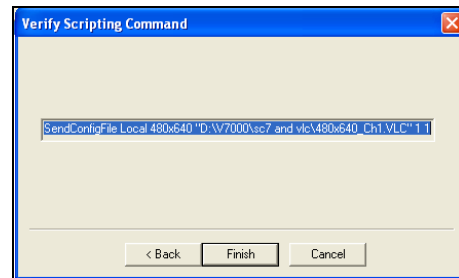 Verify Scripting Command
SendConfigFile Local 480x640 "D:\V7000\sc7 and vlc\480x640_Ch1.VLC" 1 1
< Back Finish Cancel